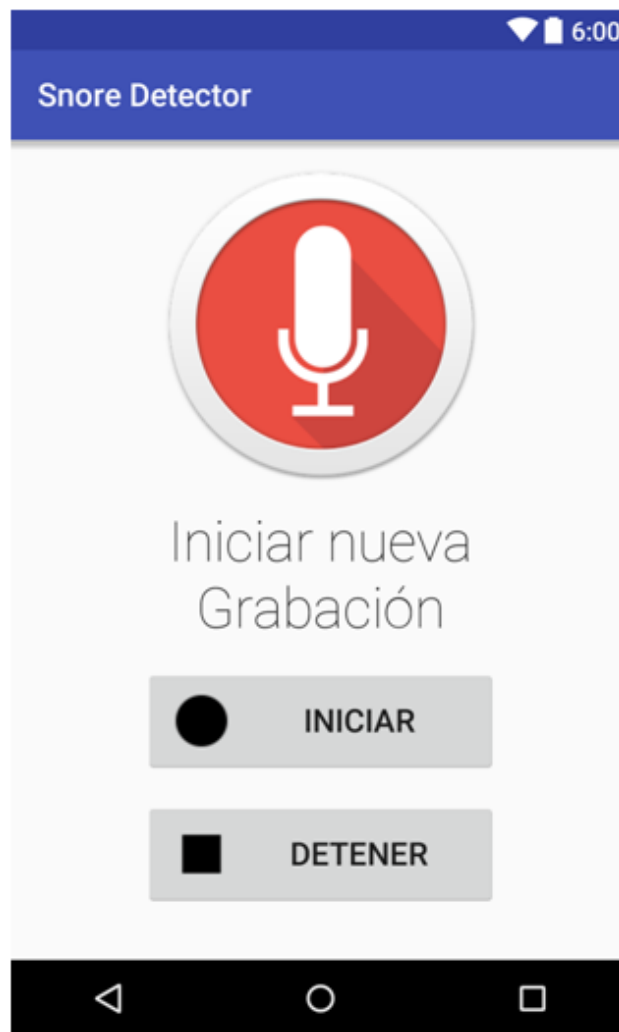 6:00
Snore Detector
Iniciar nueva
Grabación
INICIAR
DETENER